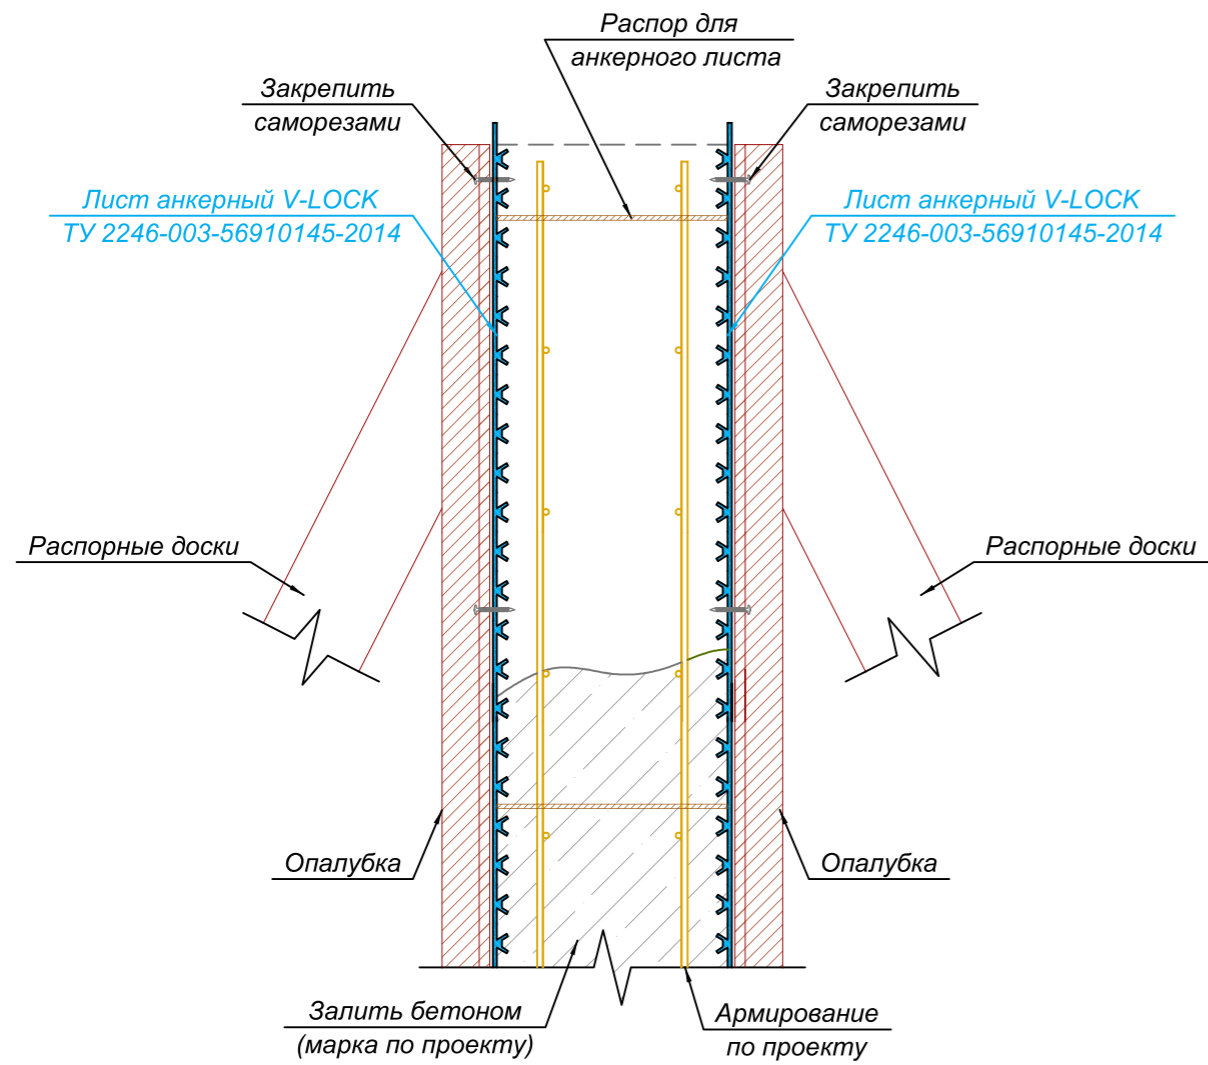 Распор для
анкерного листа
Закрепить
саморезами
Закрепить
саморезами
Лист анкерный V-LOCK
ТУ 2246-003-56910145-2014
Лист анкерный V-LOCK
ТУ 2246-003-56910145-2014
Распорные доски
Распорные доски
Опалубка
Опалубка
Залить бетоном
(марка по проекту)
Армирование
по проекту